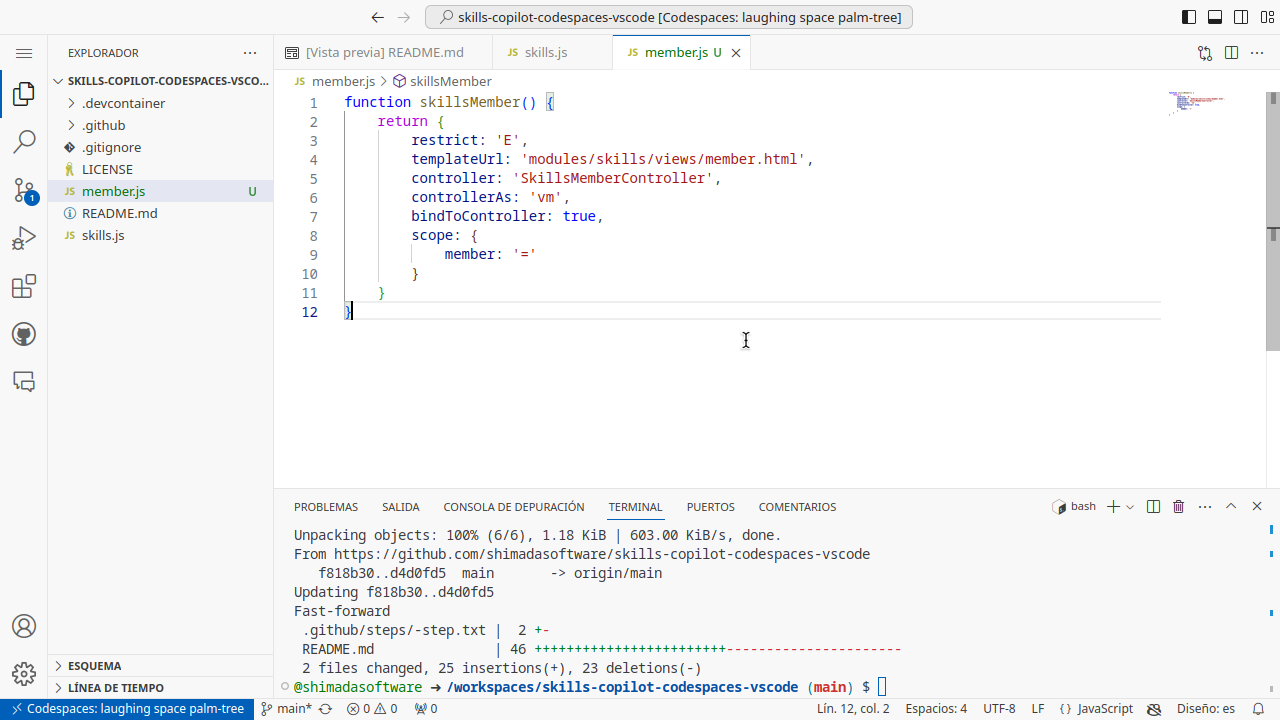 skills-copilot-codespaces-vscode [Codespaces: laughing space palm-tree]
EXPLORADOR
SKILLS-COPILOT-CODESPACES-VSCO...
.devcontainer
.github
.gitignore
LICENSE
JS member.js U
README.md
JS skills.js
ESQUEMA
LÍNEA DE TIEMPO
1
[Vista previa] README.md
JS skills.js
JS member.js U
JS member.js > skillsMember
1 function skillsMember() {
2 return {
3 restrict: 'E',
4 templateUrl: 'modules/skills/views/member.html',
5 controller: 'SkillsMemberController',
6 controllerAs: 'vm',
7 bindToController: true,
8 scope: {
9 member: '='
10 }
11 }
12 }
PROBLEMAS SALIDA CONSOLA DE DEPURACIÓN TERMINAL PUERTOS COMENTARIOS
bash
Unpacking objects: 100% (6/6), 1.18 KiB | 603.00 KiB/s, done.
From https://github.com/shimadasoftware/skills-copilot-codespaces-vscode
f818b30..d4d0fd5 main -> origin/main
Updating f818b30..d4d0fd5
Fast-forward
.github/steps/-step.txt | 2 +-
README.md | 46 ++++++++++++++++++++++++----------------------
2 files changed, 25 insertions(+), 23 deletions(-)
@shimadasoftware ➜ /workspaces/skills-copilot-codespaces-vscode (main) $
Codespaces: laughing space palm-tree
main*
0 0
0
Lín. 12, col. 2
Espacios: 4
UTF-8
LF
{ } JavaScript
Diseño: es